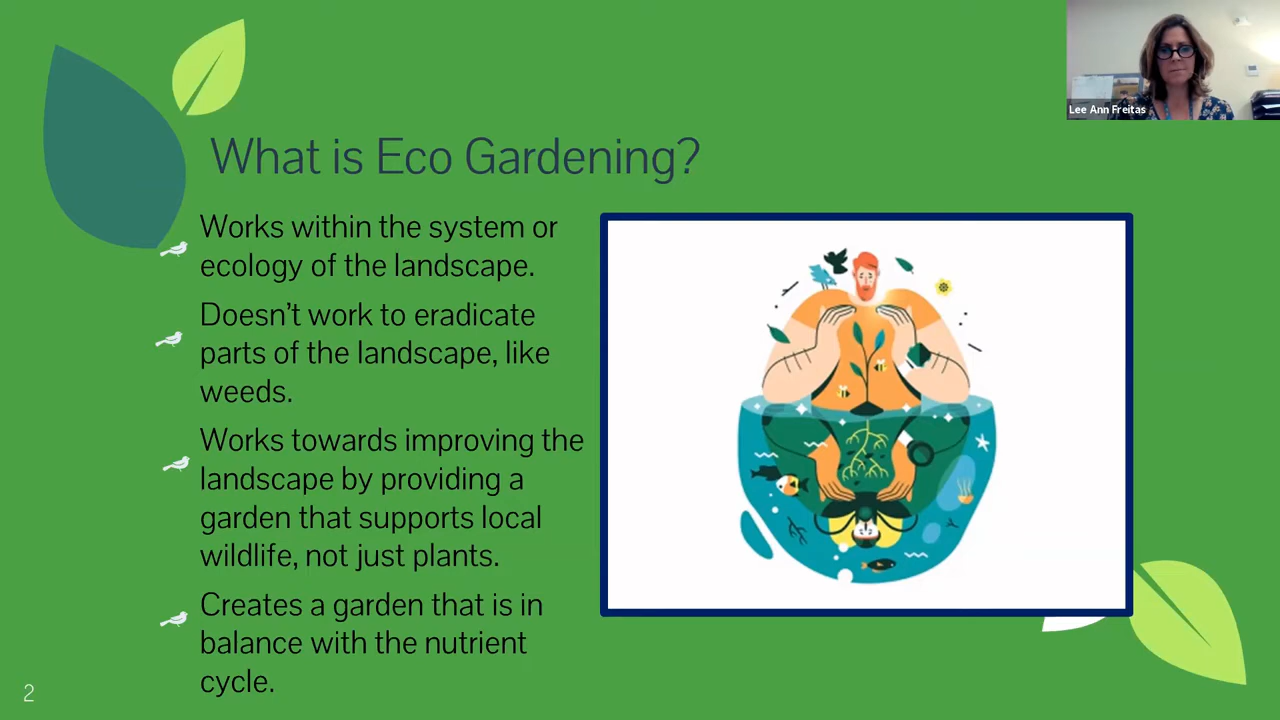 Lee Ann Freitas
What is Eco Gardening?
Works within the system or
ecology of the landscape.
Doesn't work to eradicate
parts of the landscape, like
weeds.
Works towards improving the
landscape by providing a
garden that supports local
wildlife, not just plants.
Creates a garden that is in
balance with the nutrient
cycle.
2